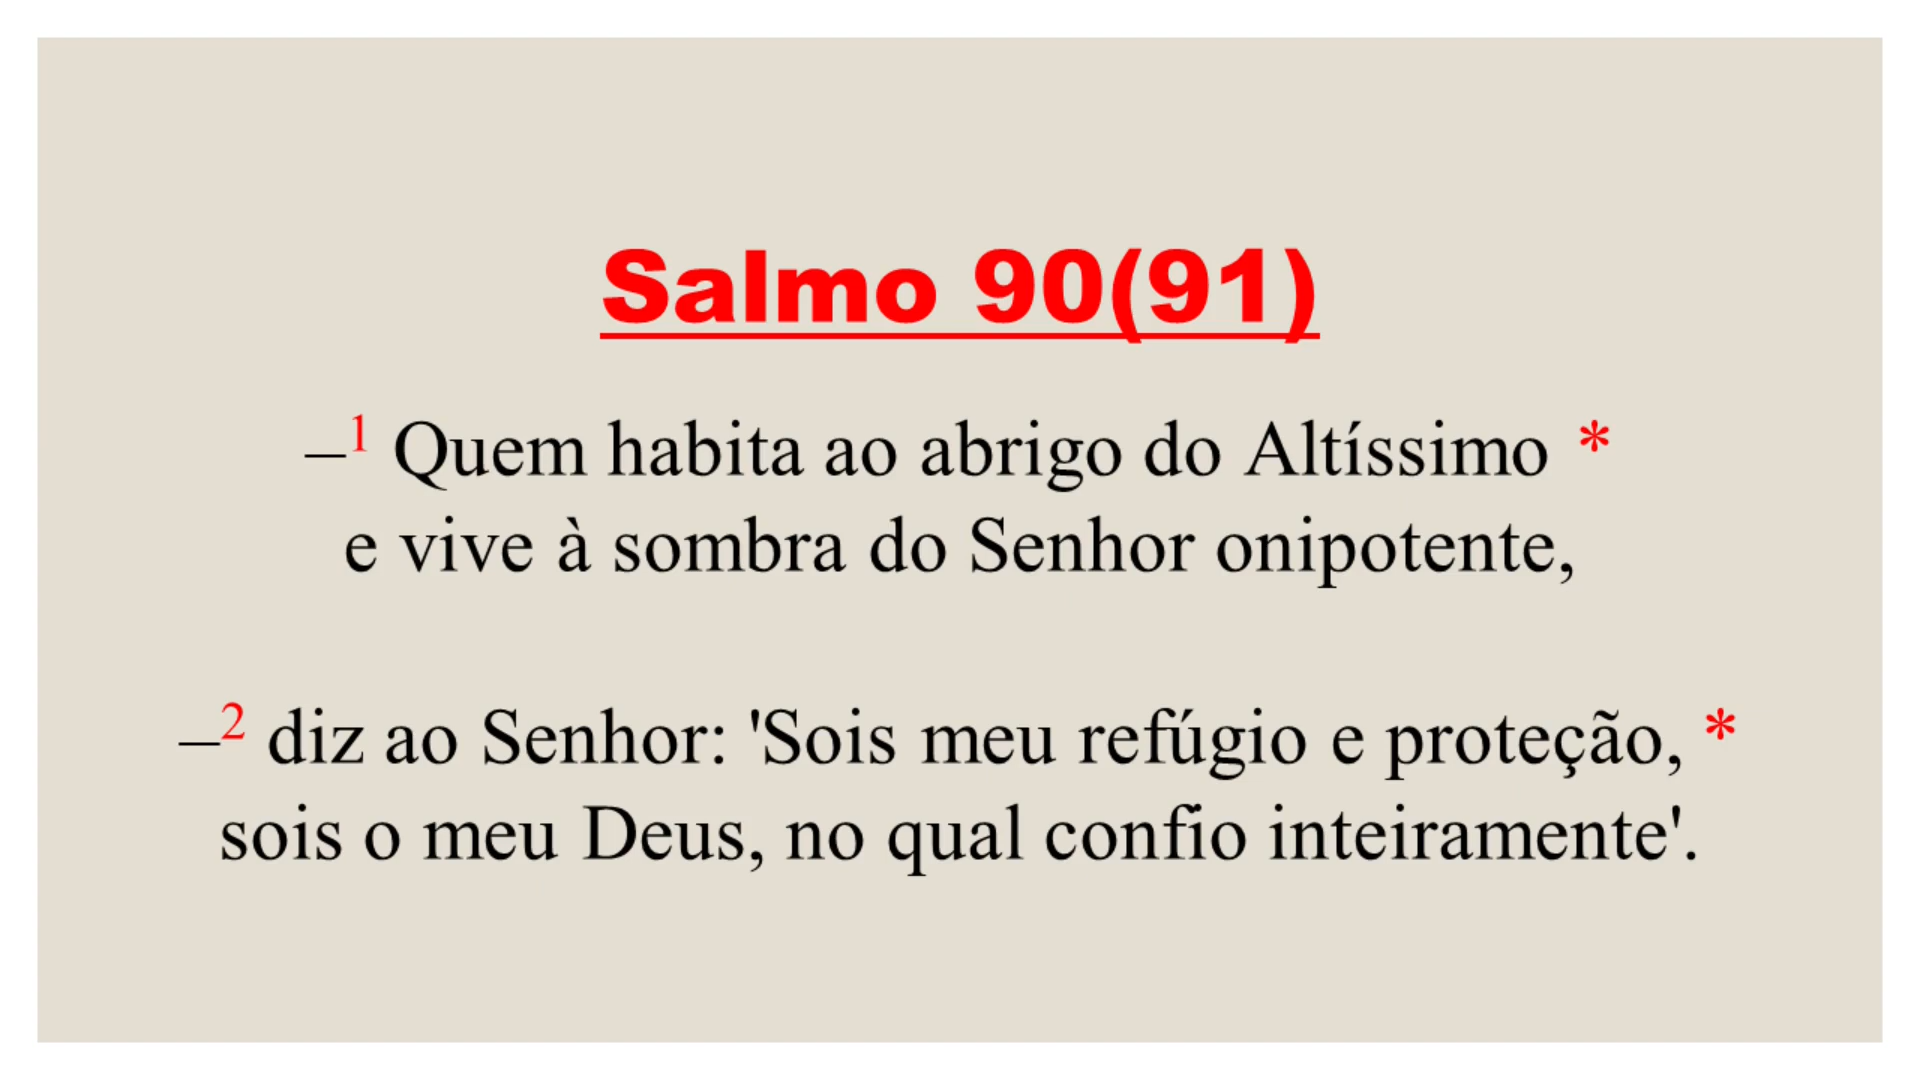 Salmo 90(91)
–1 Quem habita ao abrigo do Altíssimo *
e vive à sombra do Senhor onipotente,
–2 diz ao Senhor: 'Sois meu refúgio e proteção, *
sois o meu Deus, no qual confio inteiramente'.